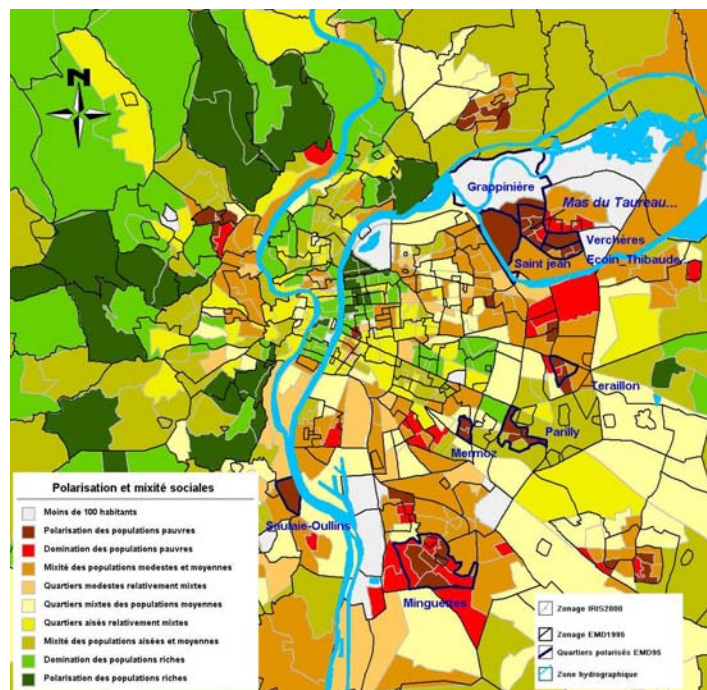 N
Grappinière
Mas du Taureau...
Verchères
Saint jean
Ecoin_Thibaude
Teraillon
Parilly
Mermoz
Saulaie-Oullins
Minguettes
Polarisation et mixité sociales
Moins de 100 habitants
Polarisation des populations pauvres
Domination des populations pauvres
Mixité des populations modestes et moyennes
Quartiers modestes relativement mixtes
Quartiers mixtes des populations moyennes
Quartiers aisés relativement mixtes
Mixité des populations aisées et moyennes
Domination des populations riches
Polarisation des populations riches
Zonage IRIS2000
Zonage EMD1995
Quartiers polarisés EMD95
Zone hydrographique